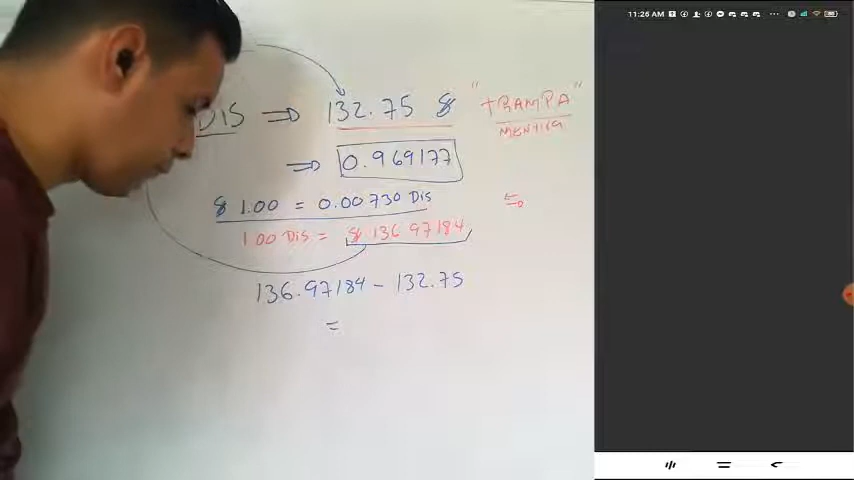 11:26 AM
DIS ⇒ 132.75 $ "TRAMPA"
MENTIRA
⇒ 0.969177
$ 1.00 = 0.00730 DIS ⇆
1.00 DIS = $ 136 97184
136.97184 - 132.75
=